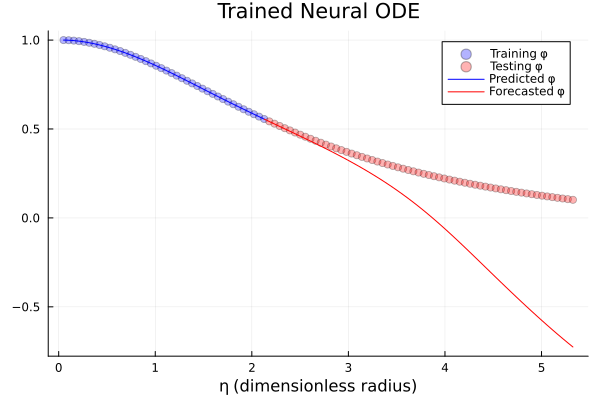 Trained Neural ODE
Training φ
Testing φ
Predicted φ
Forecasted φ
1.0
0.5
0.0
−0.5
0 1 2 3 4 5
η (dimensionless radius)